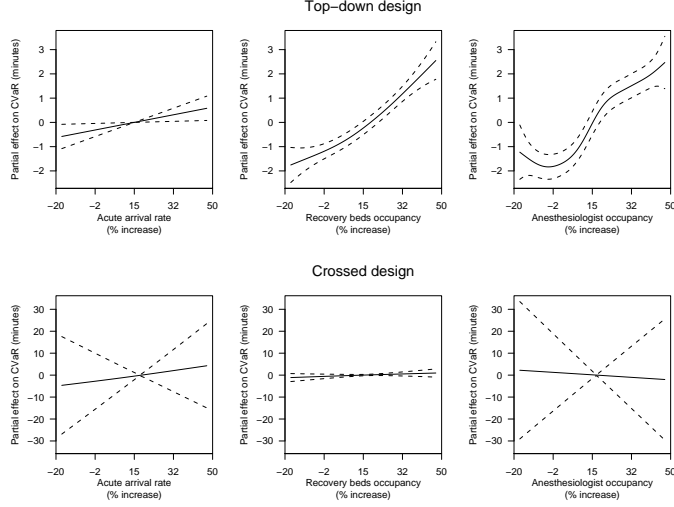 Top−down design
Partial effect on CVaR (minutes)
3
2
1
0
−1
−2
−20 −2 15 32 50
Acute arrival rate
(% increase)
Partial effect on CVaR (minutes)
3
2
1
0
−1
−2
−20 −2 15 32 50
Recovery beds occupancy
(% increase)
Partial effect on CVaR (minutes)
3
2
1
0
−1
−2
−20 −2 15 32 50
Anesthesiologist occupancy
(% increase)
Crossed design
Partial effect on CVaR (minutes)
30
20
10
0
−10
−20
−30
−20 −2 15 32 50
Acute arrival rate
(% increase)
Partial effect on CVaR (minutes)
30
20
10
0
−10
−20
−30
−20 −2 15 32 50
Recovery beds occupancy
(% increase)
Partial effect on CVaR (minutes)
30
20
10
0
−10
−20
−30
−20 −2 15 32 50
Anesthesiologist occupancy
(% increase)